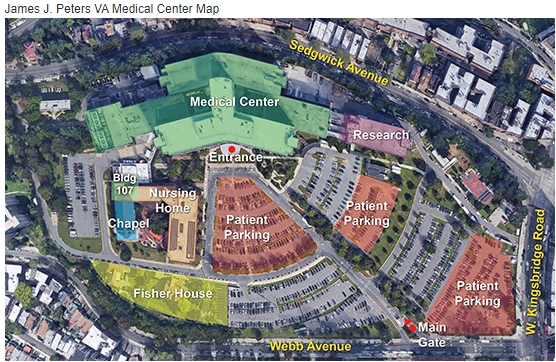 James J. Peters VA Medical Center Map
Sedgwick Avenue
Medical Center
Research
Entrance
Bldg
107
Nursing
Home
Chapel
Patient
Parking
Patient
Parking
Patient
Parking
Fisher House
W. Kingsbridge Road
Main
Gate
Webb Avenue